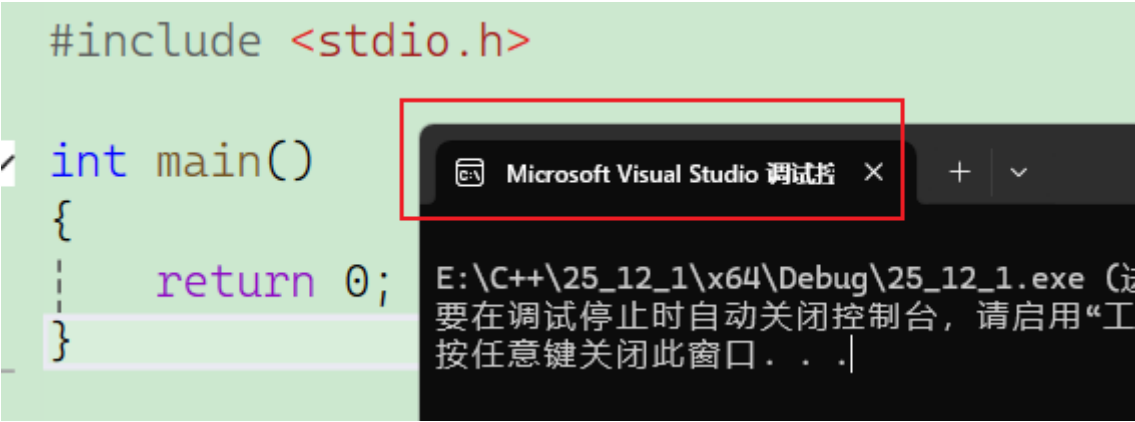 #include <stdio.h>
int main()
{
return 0;
}
Microsoft Visual Studio 调试控
E:\C++\25_12_1\x64\Debug\25_12_1.exe (进
要在调试停止时自动关闭控制台，请启用“工
按任意键关闭此窗口. . .